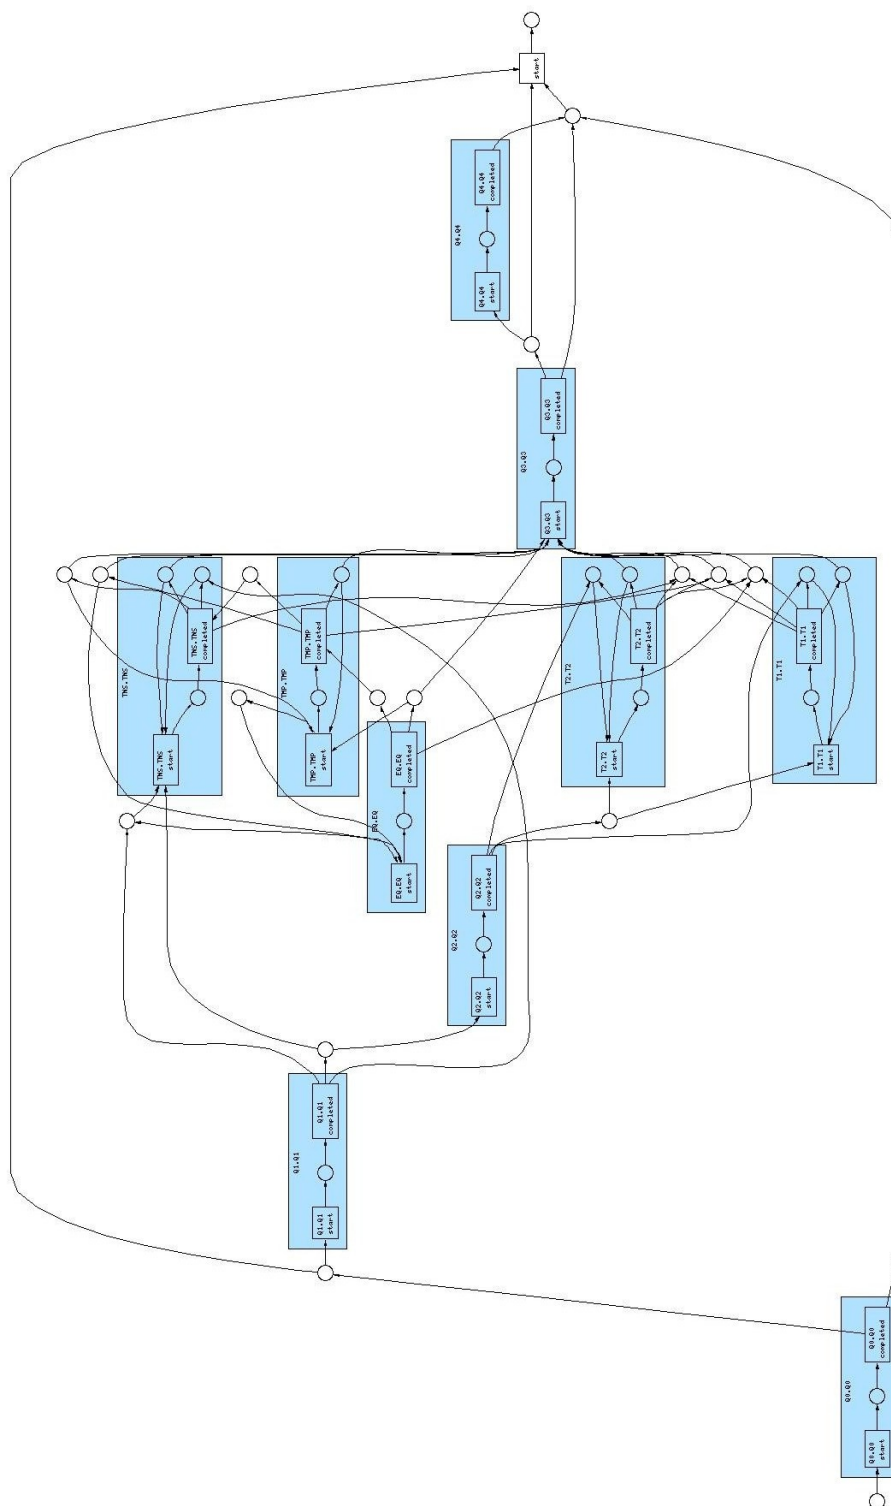 start
Q4.Q4
completed
Q4.Q4
Q4.Q4
start
Q3.Q3
completed
Q3.Q3
Q3.Q3
start
TNS.TNS
completed
TNS.TNS
TNS.TNS
start
TMP.TMP
completed
TMP.TMP
TMP.TMP
start
T2.T2
completed
T2.T2
T2.T2
start
T1.T1
completed
T1.T1
T1.T1
start
EQ.EQ
completed
EQ.EQ
EQ.EQ
start
Q2.Q2
completed
Q2.Q2
Q2.Q2
start
Q1.Q1
completed
Q1.Q1
Q1.Q1
start
Q0.Q0
completed
Q0.Q0
Q0.Q0
start